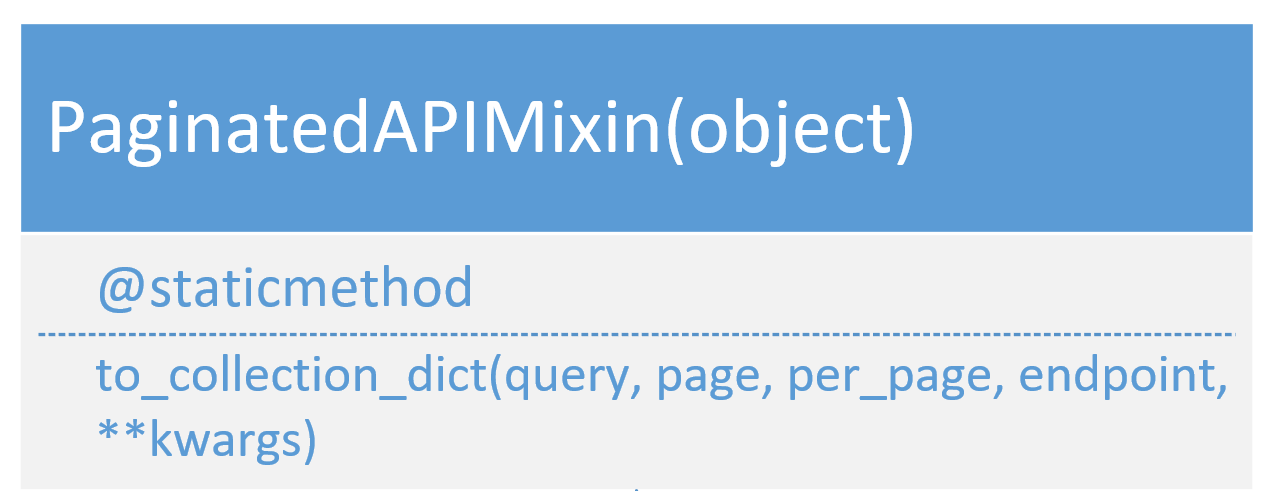 PaginatedAPIMixin(object)
@staticmethod
to_collection_dict(query, page, per_page, endpoint,
**kwargs)